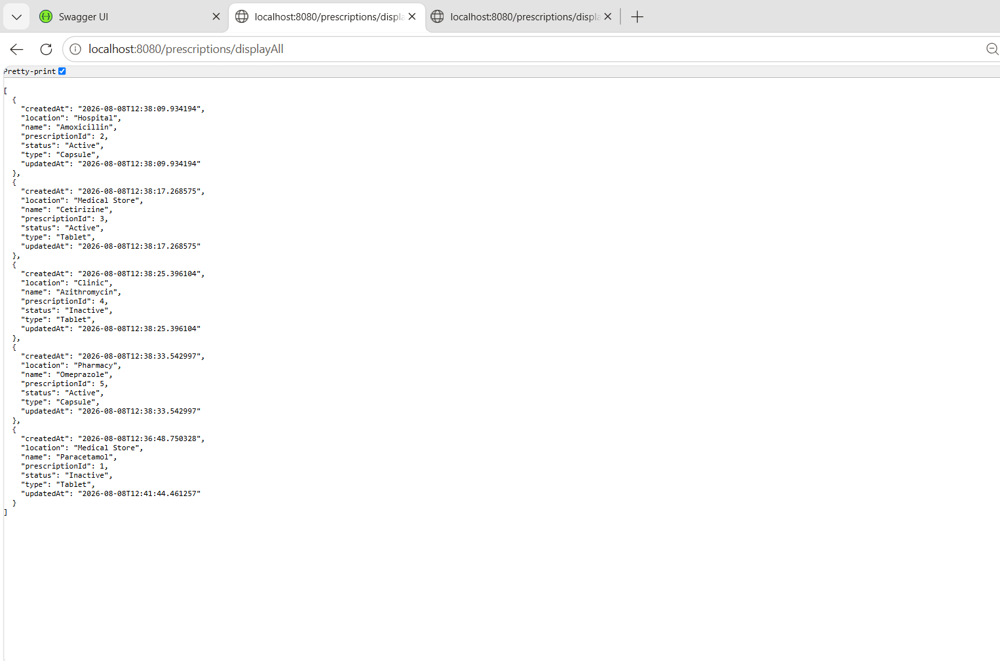 Swagger UI
localhost:8080/prescriptions/displa
localhost:8080/prescriptions/displa
localhost:8080/prescriptions/displayAll
Pretty-print
[
  {
    "createdAt": "2026-08-08T12:38:09.934194",
    "location": "Hospital",
    "name": "Amoxicillin",
    "prescriptionId": 2,
    "status": "Active",
    "type": "Capsule",
    "updatedAt": "2026-08-08T12:38:09.934194"
  },
  {
    "createdAt": "2026-08-08T12:38:17.268575",
    "location": "Medical Store",
    "name": "Cetirizine",
    "prescriptionId": 3,
    "status": "Active",
    "type": "Tablet",
    "updatedAt": "2026-08-08T12:38:17.268575"
  },
  {
    "createdAt": "2026-08-08T12:38:25.396104",
    "location": "Clinic",
    "name": "Azithromycin",
    "prescriptionId": 4,
    "status": "Inactive",
    "type": "Tablet",
    "updatedAt": "2026-08-08T12:38:25.396104"
  },
  {
    "createdAt": "2026-08-08T12:38:33.542997",
    "location": "Pharmacy",
    "name": "Omeprazole",
    "prescriptionId": 5,
    "status": "Active",
    "type": "Capsule",
    "updatedAt": "2026-08-08T12:38:33.542997"
  },
  {
    "createdAt": "2026-08-08T12:36:48.750328",
    "location": "Medical Store",
    "name": "Paracetamol",
    "prescriptionId": 1,
    "status": "Inactive",
    "type": "Tablet",
    "updatedAt": "2026-08-08T12:41:44.461257"
  }
]